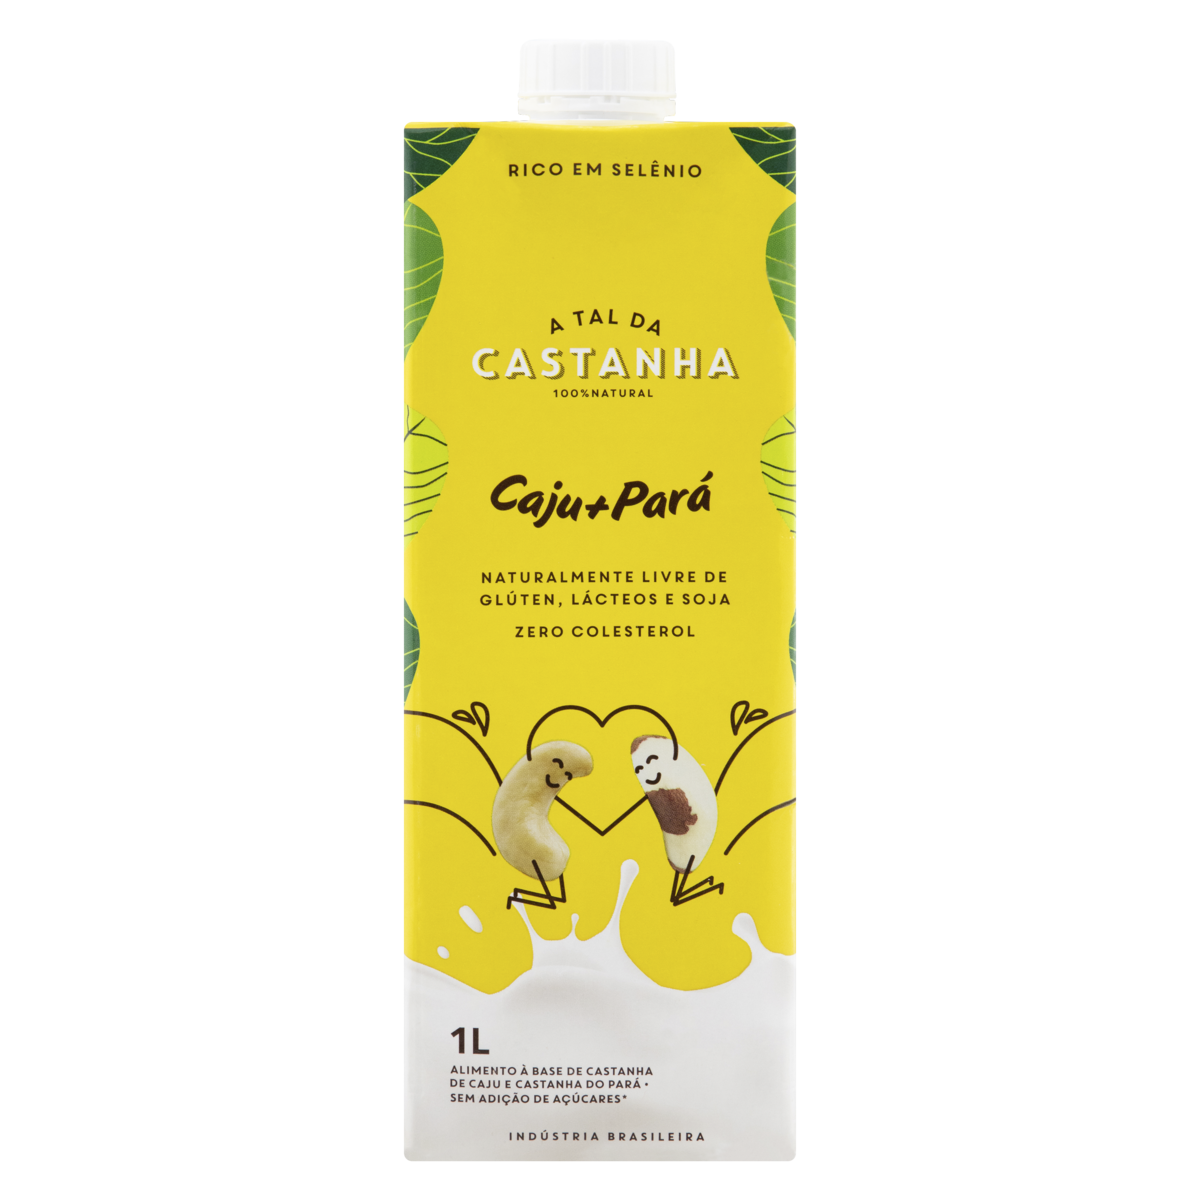 RICO EM SELÊNIO
A TAL DA
CASTANHA
100%NATURAL
Caju+Pará
NATURALMENTE LIVRE DE
GLÚTEN, LÁCTEOS E SOJA
ZERO COLESTEROL
1L
ALIMENTO À BASE DE CASTANHA
DE CAJU E CASTANHA DO PARÁ •
SEM ADIÇÃO DE AÇÚCARES*
INDÚSTRIA BRASILEIRA